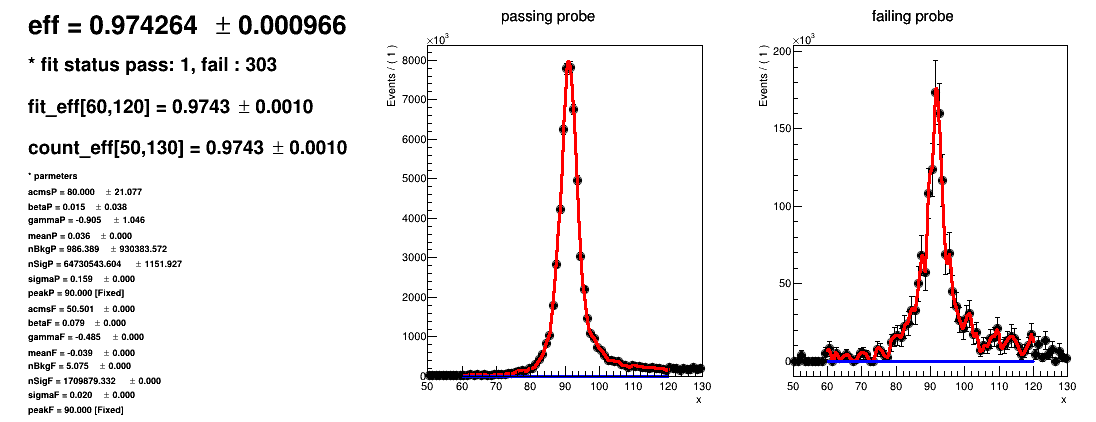 eff = 0.974264 ± 0.000966
* fit status pass: 1, fail : 303
fit_eff[60,120] = 0.9743 ± 0.0010
count_eff[50,130] = 0.9743 ± 0.0010
* parmeters
acmsP = 80.000 ± 21.077
betaP = 0.015 ± 0.038
gammaP = -0.905 ± 1.046
meanP = 0.036 ± 0.000
nBkgP = 986.389 ± 930383.572
nSigP = 64730543.604 ± 1151.927
sigmaP = 0.159 ± 0.000
peakP = 90.000 [Fixed]
acmsF = 50.501 ± 0.000
betaF = 0.079 ± 0.000
gammaF = -0.485 ± 0.000
meanF = -0.039 ± 0.000
nBkgF = 5.075 ± 0.000
nSigF = 1709879.332 ± 0.000
sigmaF = 0.020 ± 0.000
peakF = 90.000 [Fixed]
passing probe
×10³
Events / ( 1 )
8000
7000
6000
5000
4000
3000
2000
1000
0
50 60 70 80 90 100 110 120 130
x
failing probe
×10³
Events / ( 1 )
200
150
100
50
0
50 60 70 80 90 100 110 120 130
x